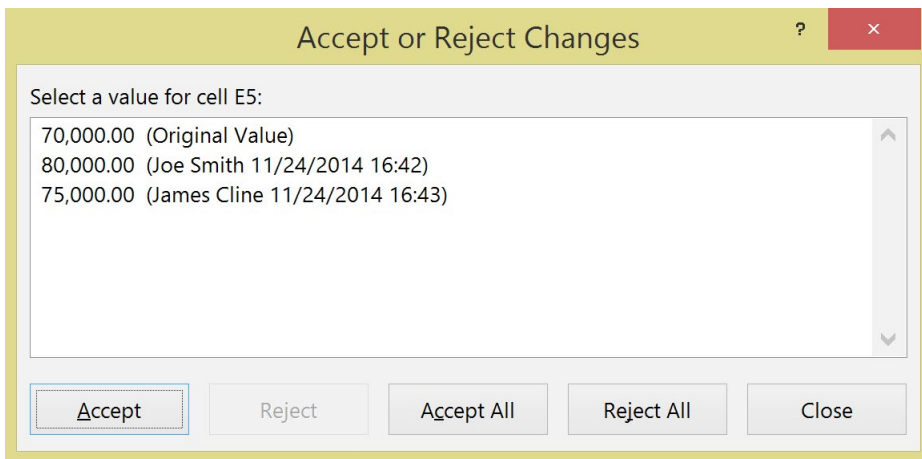 Accept or Reject Changes
?
×
Select a value for cell E5:
70,000.00 (Original Value)
80,000.00 (Joe Smith 11/24/2014 16:42)
75,000.00 (James Cline 11/24/2014 16:43)
Accept Reject Accept All Reject All Close